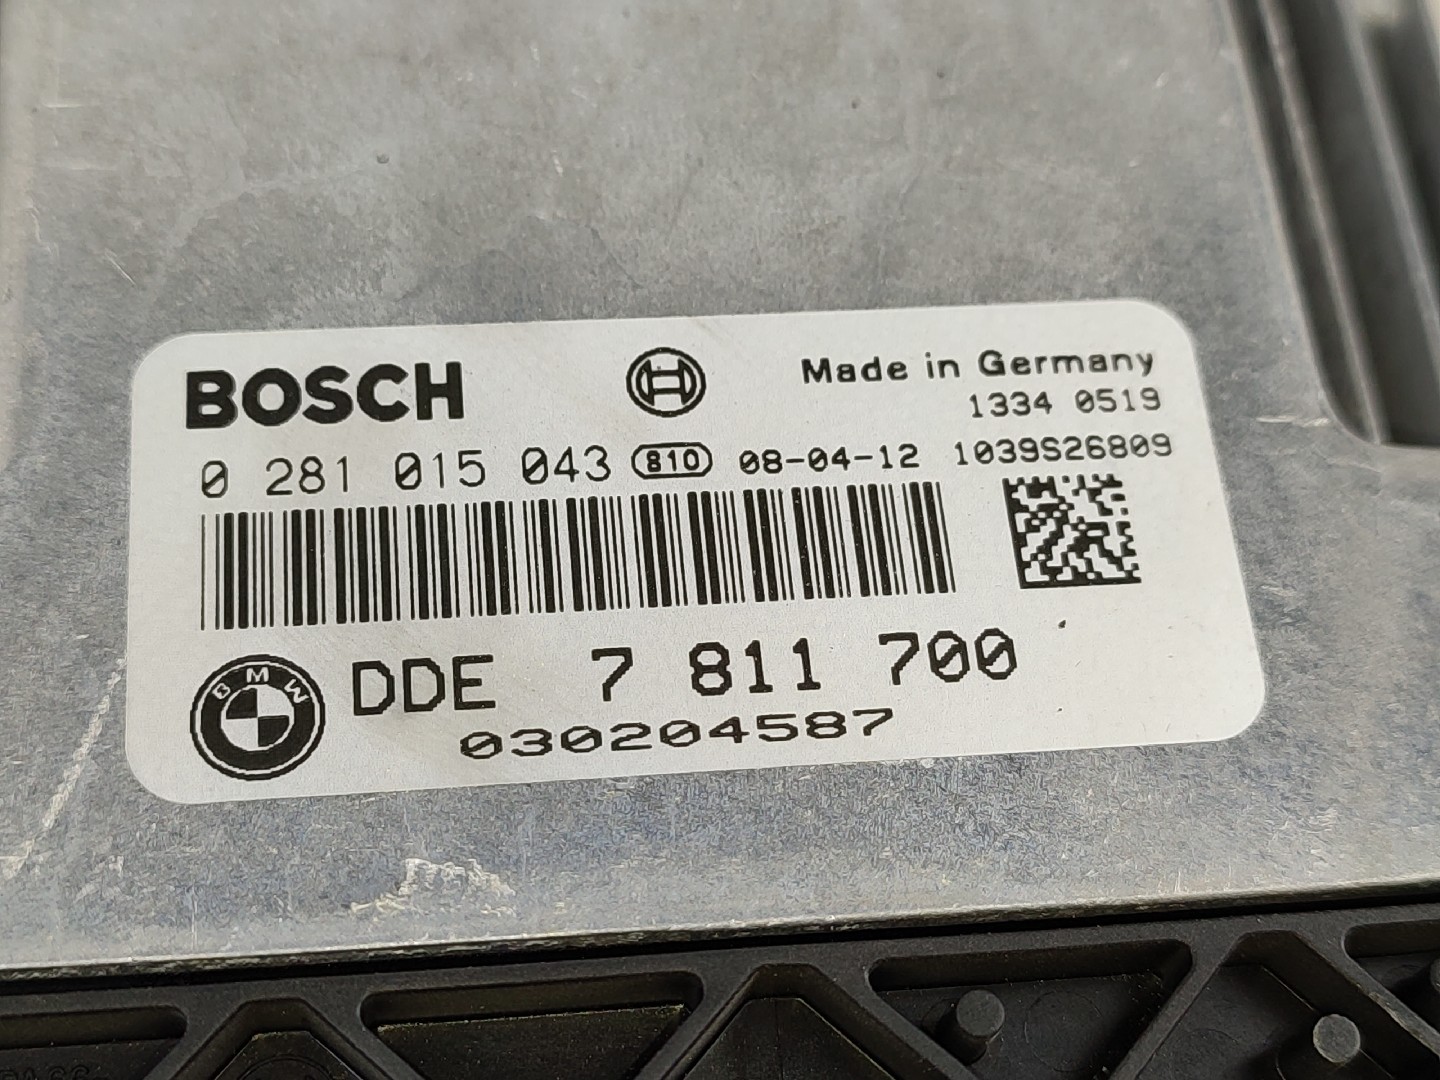 BOSCH
Made in Germany
1334 0519
0 281 015 043 810 08-04-12 1039S26809
BMW
DDE 7 811 700
030204587